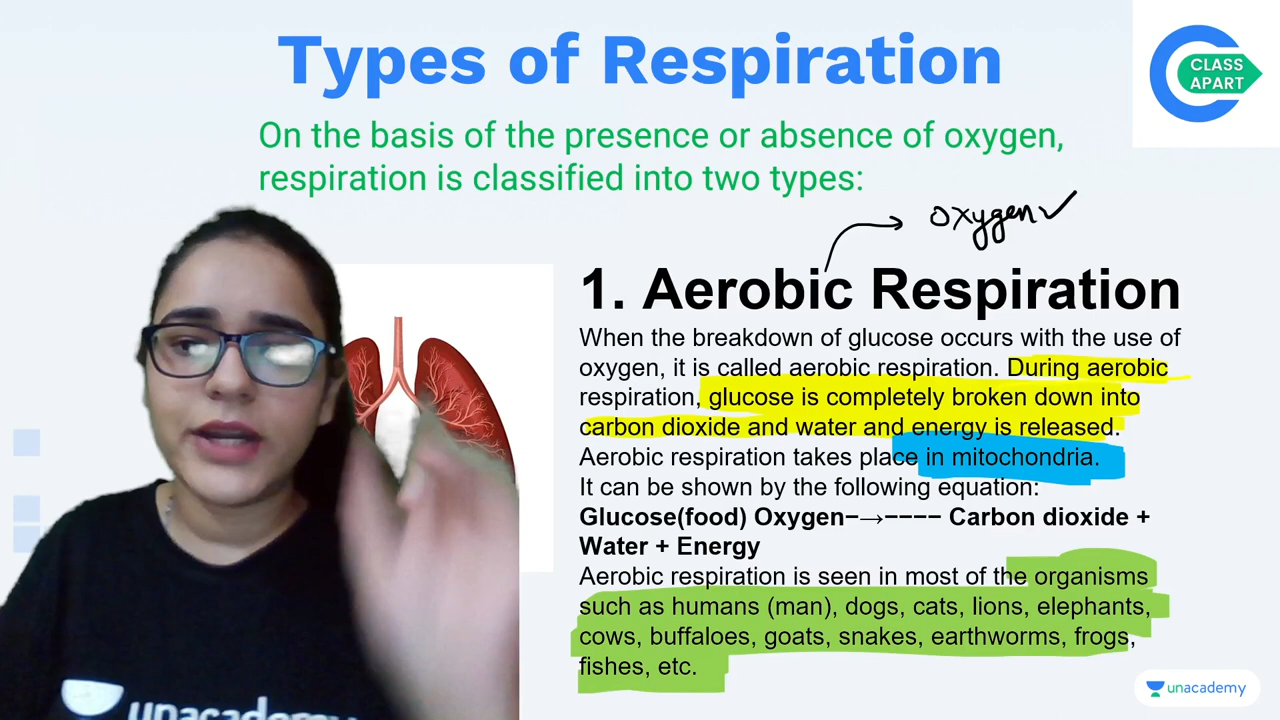 Types of Respiration
CLASS
APART
On the basis of the presence or absence of oxygen,
respiration is classified into two types:
oxygen✓
1. Aerobic Respiration
When the breakdown of glucose occurs with the use of
oxygen, it is called aerobic respiration. During aerobic
respiration, glucose is completely broken down into
carbon dioxide and water and energy is released.
Aerobic respiration takes place in mitochondria.
It can be shown by the following equation:
Glucose(food) Oxygen−→−−−− Carbon dioxide +
Water + Energy
Aerobic respiration is seen in most of the organisms
such as humans (man), dogs, cats, lions, elephants,
cows, buffaloes, goats, snakes, earthworms, frogs,
fishes, etc.
unacademy
unacademy